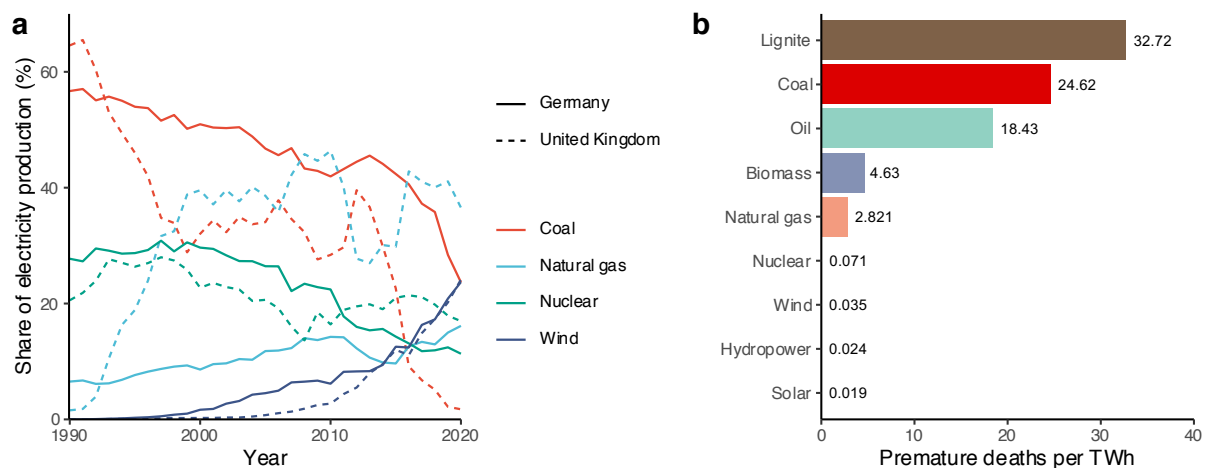 a
Share of electricity production (%)
60
40
20
0
1990
2000
2010
2020
Year
Germany
United Kingdom
Coal
Natural gas
Nuclear
Wind
b
Lignite
32.72
Coal
24.62
Oil
18.43
Biomass
4.63
Natural gas
2.821
Nuclear
0.071
Wind
0.035
Hydropower
0.024
Solar
0.019
0
10
20
30
40
Premature deaths per TWh